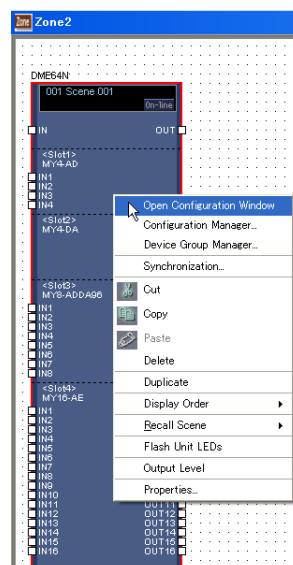 Zone Zone2
DME64N
001 Scene 001
On-line
IN OUT
<Slot1>
MY4-AD
IN1
IN2
IN3
IN4
<Slot2>
MY4-DA
<Slot3>
MY8-ADDA96
IN1
IN2
IN3
IN4
IN5
IN6
IN7
IN8
<Slot4>
MY16-AE
IN1
IN2
IN3
IN4
IN5
IN6
IN7
IN8
IN9
IN10
IN11 OUT11
IN12 OUT12
IN13 OUT13
IN14 OUT14
IN15 OUT15
IN16 OUT16
Open Configuration Window
Configuration Manager...
Device Group Manager...
Synchronization...
Cut
Copy
Paste
Delete
Duplicate
Display Order
Recall Scene
Flash Unit LEDs
Output Level
Properties...